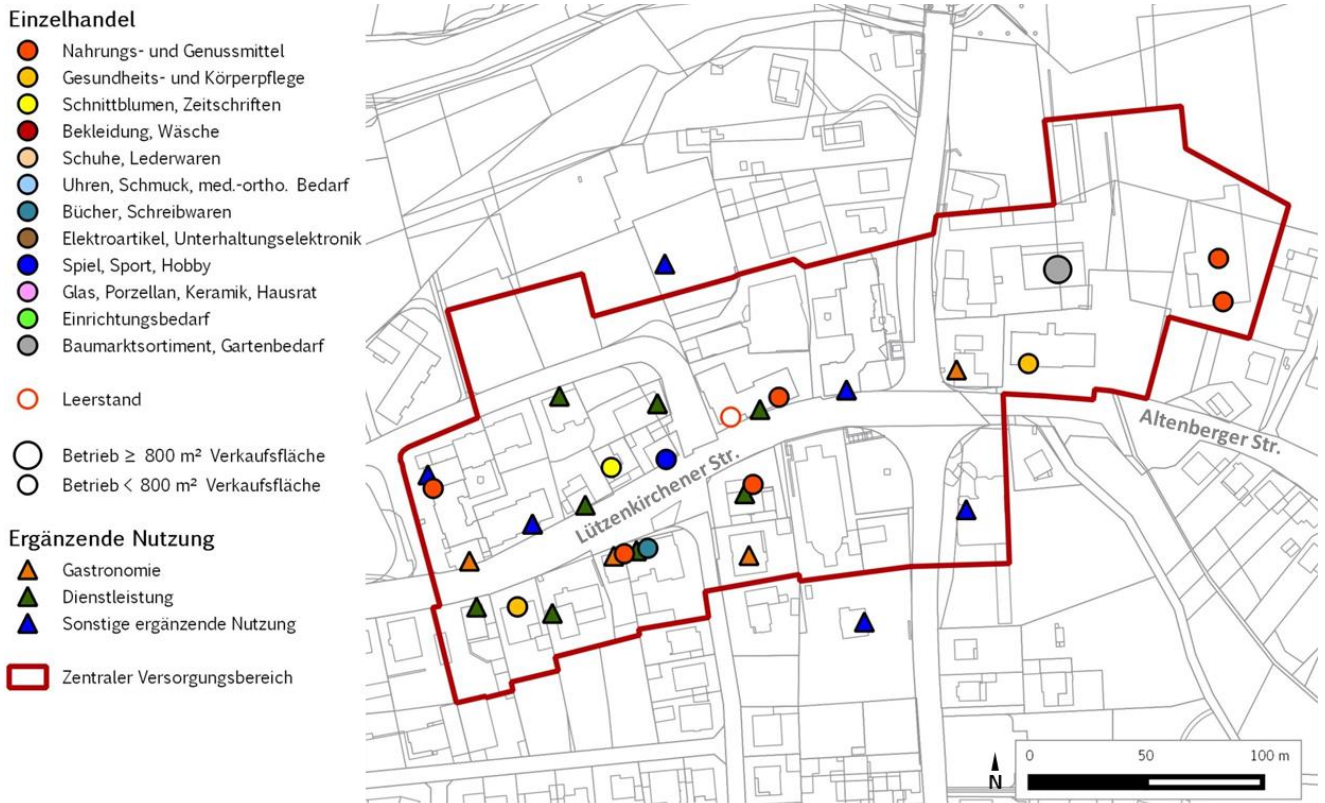 Einzelhandel
Nahrungs- und Genussmittel
Gesundheits- und Körperpflege
Schnittblumen, Zeitschriften
Bekleidung, Wäsche
Schuhe, Lederwaren
Uhren, Schmuck, med.-ortho. Bedarf
Bücher, Schreibwaren
Elektroartikel, Unterhaltungselektronik
Spiel, Sport, Hobby
Glas, Porzellan, Keramik, Hausrat
Einrichtungsbedarf
Baumarktsortiment, Gartenbedarf
Leerstand
Betrieb ≥ 800 m² Verkaufsfläche
Betrieb < 800 m² Verkaufsfläche
Ergänzende Nutzung
Gastronomie
Dienstleistung
Sonstige ergänzende Nutzung
Zentraler Versorgungsbereich
Altenberger Str.
Lützenkirchener Str.
N
0 50 100 m